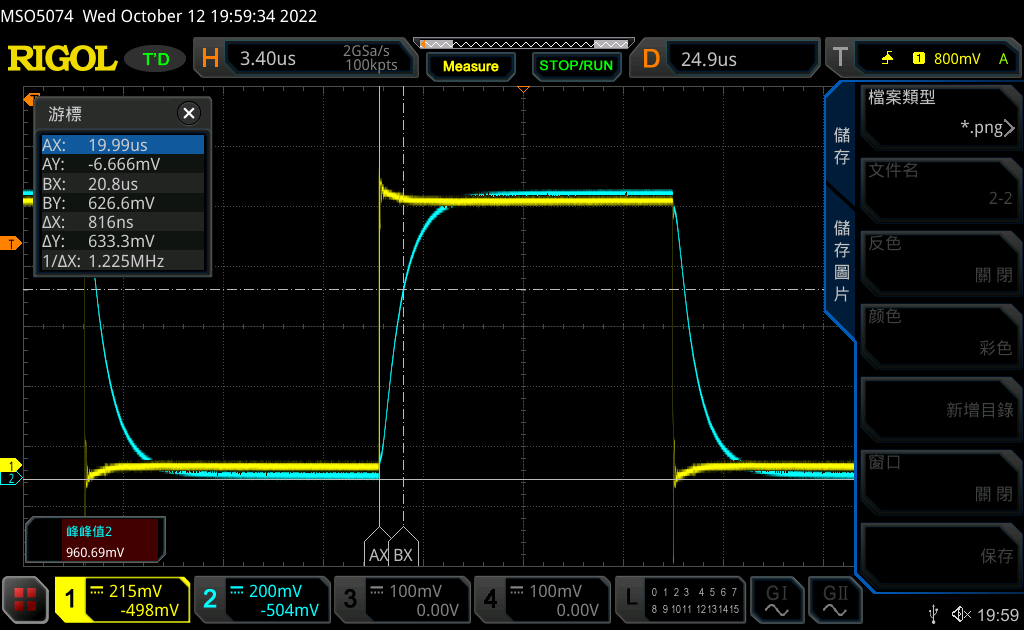 MSO5074 Wed October 12 19:59:34 2022
RIGOL T'D H 3.40us 2GSa/s 100kpts Measure STOP/RUN D 24.9us T 1 800mV A
T
游標
AX: 19.99us
AY: -6.666mV
BX: 20.8us
BY: 626.6mV
ΔX: 816ns
ΔY: 633.3mV
1/ΔX: 1.225MHz
T
1
2
AX BX
峰峰值2
960.69mV
儲存
儲存圖片
檔案類型
*.png
文件名
2-2
反色
關 閉
颜色
彩色
新增目錄
窗口
關 閉
保存
1 215mV -498mV
2 200mV -504mV
3 100mV 0.00V
4 100mV 0.00V
L 0 1 2 3 4 5 6 7
8 9 10 11 12 13 14 15
GI GII
19:59